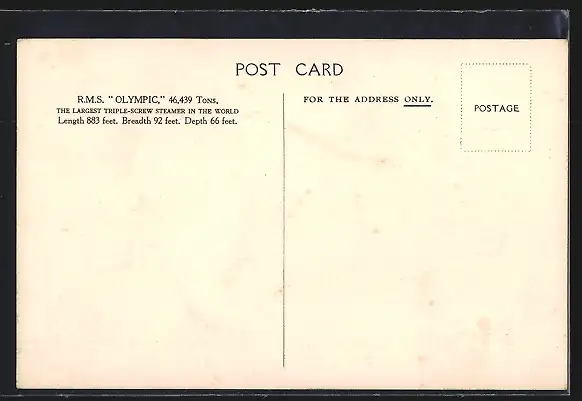 POST CARD
R.M.S. "OLYMPIC," 46,439 Tons,
THE LARGEST TRIPLE-SCREW STEAMER IN THE WORLD
Length 883 feet. Breadth 92 feet. Depth 66 feet.
FOR THE ADDRESS ONLY.
POSTAGE